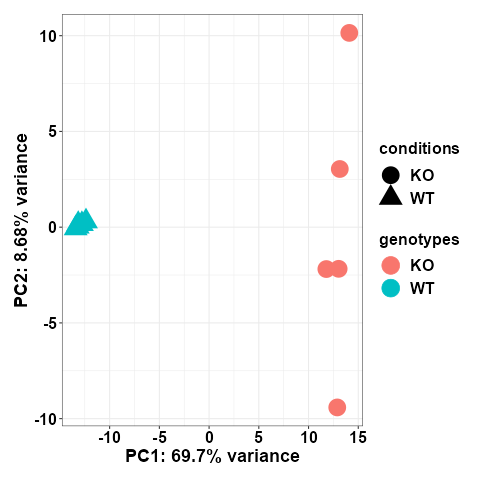 10
5
0
-5
-10
PC2: 8.68% variance
-10 -5 0 5 10 15
PC1: 69.7% variance
conditions
KO
WT
genotypes
KO
WT